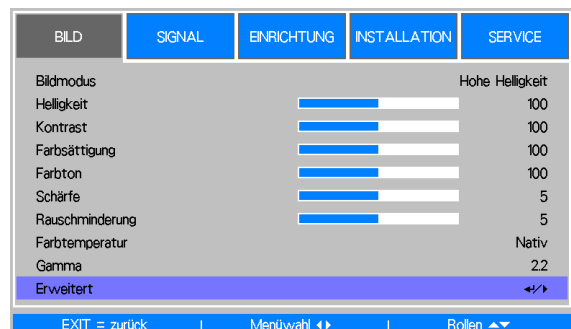 BILD SIGNAL EINRICHTUNG INSTALLATION SERVICE
Bildmodus Hohe Helligkeit
Helligkeit 100
Kontrast 100
Farbsättigung 100
Farbton 100
Schärfe 5
Rauschminderung 5
Farbtemperatur Nativ
Gamma 2.2
Erweitert ↵/▶
EXIT = zurück | Menüwahl ◀▶ | Rollen ▲▼